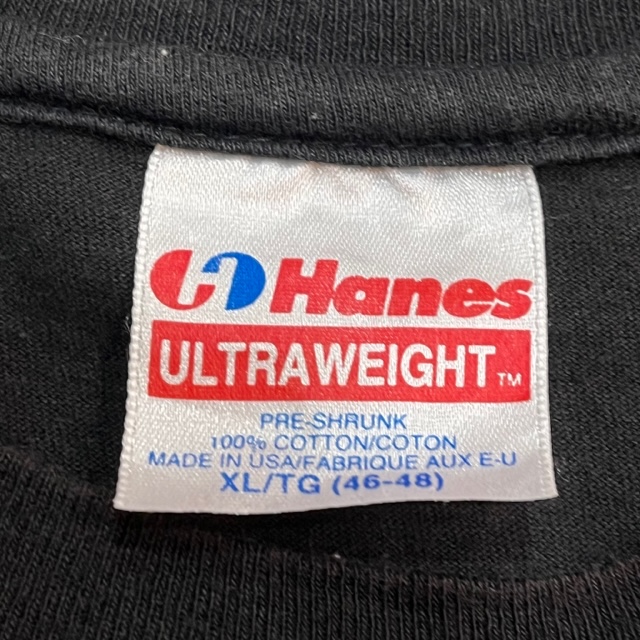 Hanes
ULTRAWEIGHT™
PRE-SHRUNK
100% COTTON/COTON
MADE IN USA/FABRIQUE AUX E-U
XL/TG (46-48)